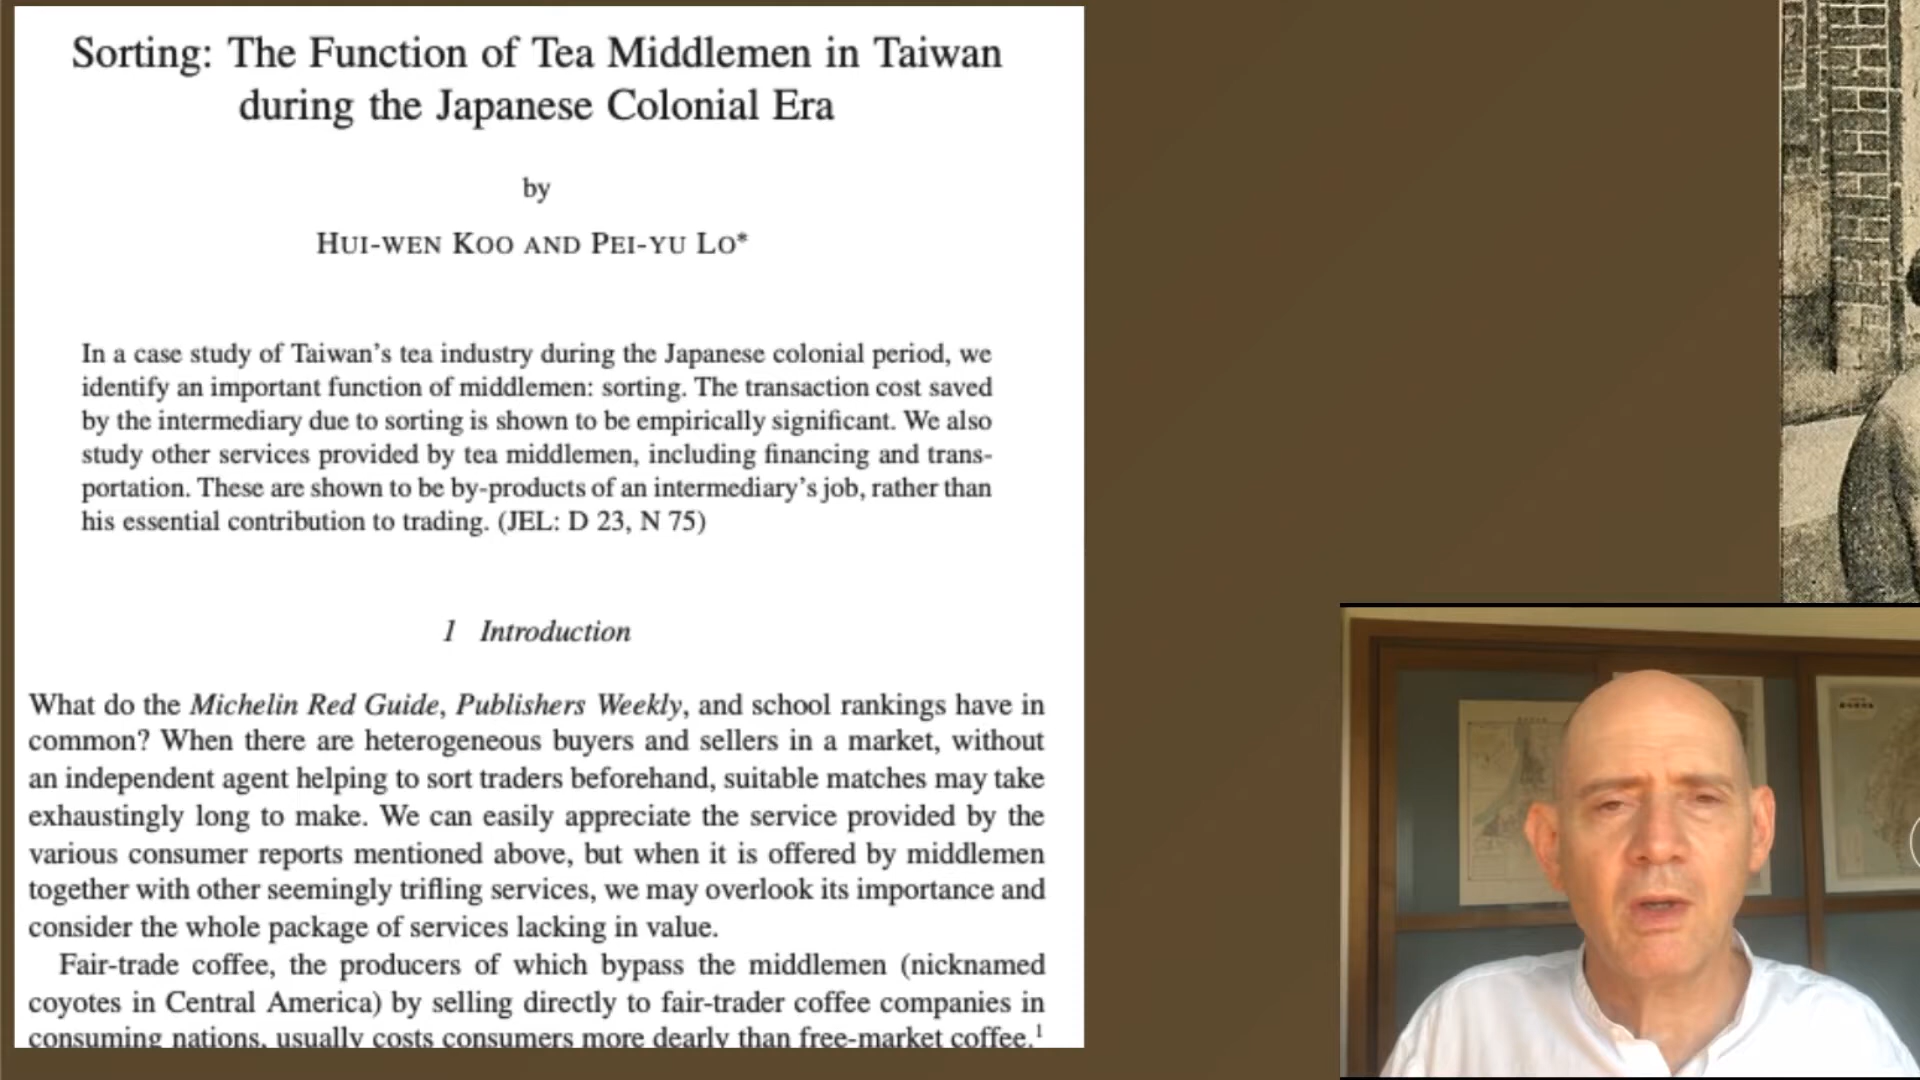 Sorting: The Function of Tea Middlemen in Taiwan
during the Japanese Colonial Era
by
HUI-WEN KOO AND PEI-YU LO*
In a case study of Taiwan's tea industry during the Japanese colonial period, we
identify an important function of middlemen: sorting. The transaction cost saved
by the intermediary due to sorting is shown to be empirically significant. We also
study other services provided by tea middlemen, including financing and trans-
portation. These are shown to be by-products of an intermediary's job, rather than
his essential contribution to trading. (JEL: D 23, N 75)
1 Introduction
What do the Michelin Red Guide, Publishers Weekly, and school rankings have in
common? When there are heterogeneous buyers and sellers in a market, without
an independent agent helping to sort traders beforehand, suitable matches may take
exhaustingly long to make. We can easily appreciate the service provided by the
various consumer reports mentioned above, but when it is offered by middlemen
together with other seemingly trifling services, we may overlook its importance and
consider the whole package of services lacking in value.
Fair-trade coffee, the producers of which bypass the middlemen (nicknamed
coyotes in Central America) by selling directly to fair-trader coffee companies in
consuming nations, usually costs consumers more dearly than free-market coffee.1